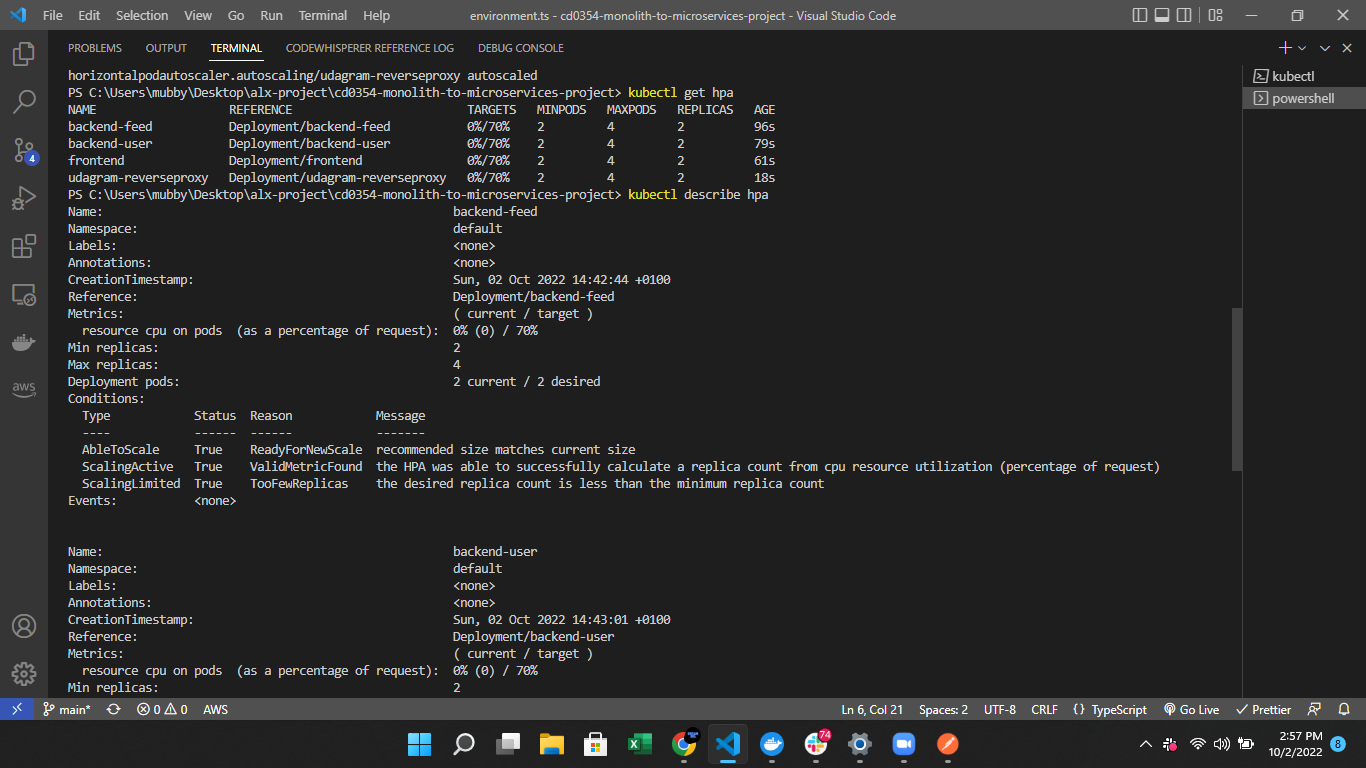 File Edit Selection View Go Run Terminal Help environment.ts - cd0354-monolith-to-microservices-project - Visual Studio Code
PROBLEMS OUTPUT TERMINAL CODEWHISPERER REFERENCE LOG DEBUG CONSOLE
kubectl
powershell
horizontalpodautoscaler.autoscaling/udagram-reverseproxy autoscaled
PS C:\Users\mubby\Desktop\alx-project\cd0354-monolith-to-microservices-project> kubectl get hpa
NAME REFERENCE TARGETS MINPODS MAXPODS REPLICAS AGE
backend-feed Deployment/backend-feed 0%/70% 2 4 2 96s
backend-user Deployment/backend-user 0%/70% 2 4 2 79s
frontend Deployment/frontend 0%/70% 2 4 2 61s
udagram-reverseproxy Deployment/udagram-reverseproxy 0%/70% 2 4 2 18s
PS C:\Users\mubby\Desktop\alx-project\cd0354-monolith-to-microservices-project> kubectl describe hpa
Name: backend-feed
Namespace: default
Labels: <none>
Annotations: <none>
CreationTimestamp: Sun, 02 Oct 2022 14:42:44 +0100
Reference: Deployment/backend-feed
Metrics: ( current / target )
resource cpu on pods (as a percentage of request): 0% (0) / 70%
Min replicas: 2
Max replicas: 4
Deployment pods: 2 current / 2 desired
Conditions:
Type Status Reason Message
---- ------ ------ -------
AbleToScale True ReadyForNewScale recommended size matches current size
ScalingActive True ValidMetricFound the HPA was able to successfully calculate a replica count from cpu resource utilization (percentage of request)
ScalingLimited True TooFewReplicas the desired replica count is less than the minimum replica count
Events: <none>
Name: backend-user
Namespace: default
Labels: <none>
Annotations: <none>
CreationTimestamp: Sun, 02 Oct 2022 14:43:01 +0100
Reference: Deployment/backend-user
Metrics: ( current / target )
resource cpu on pods (as a percentage of request): 0% (0) / 70%
Min replicas: 2
4
aws
main* 0 0 AWS Ln 6, Col 21 Spaces: 2 UTF-8 CRLF {} TypeScript Go Live Prettier
74
2:57 PM
10/2/2022
8